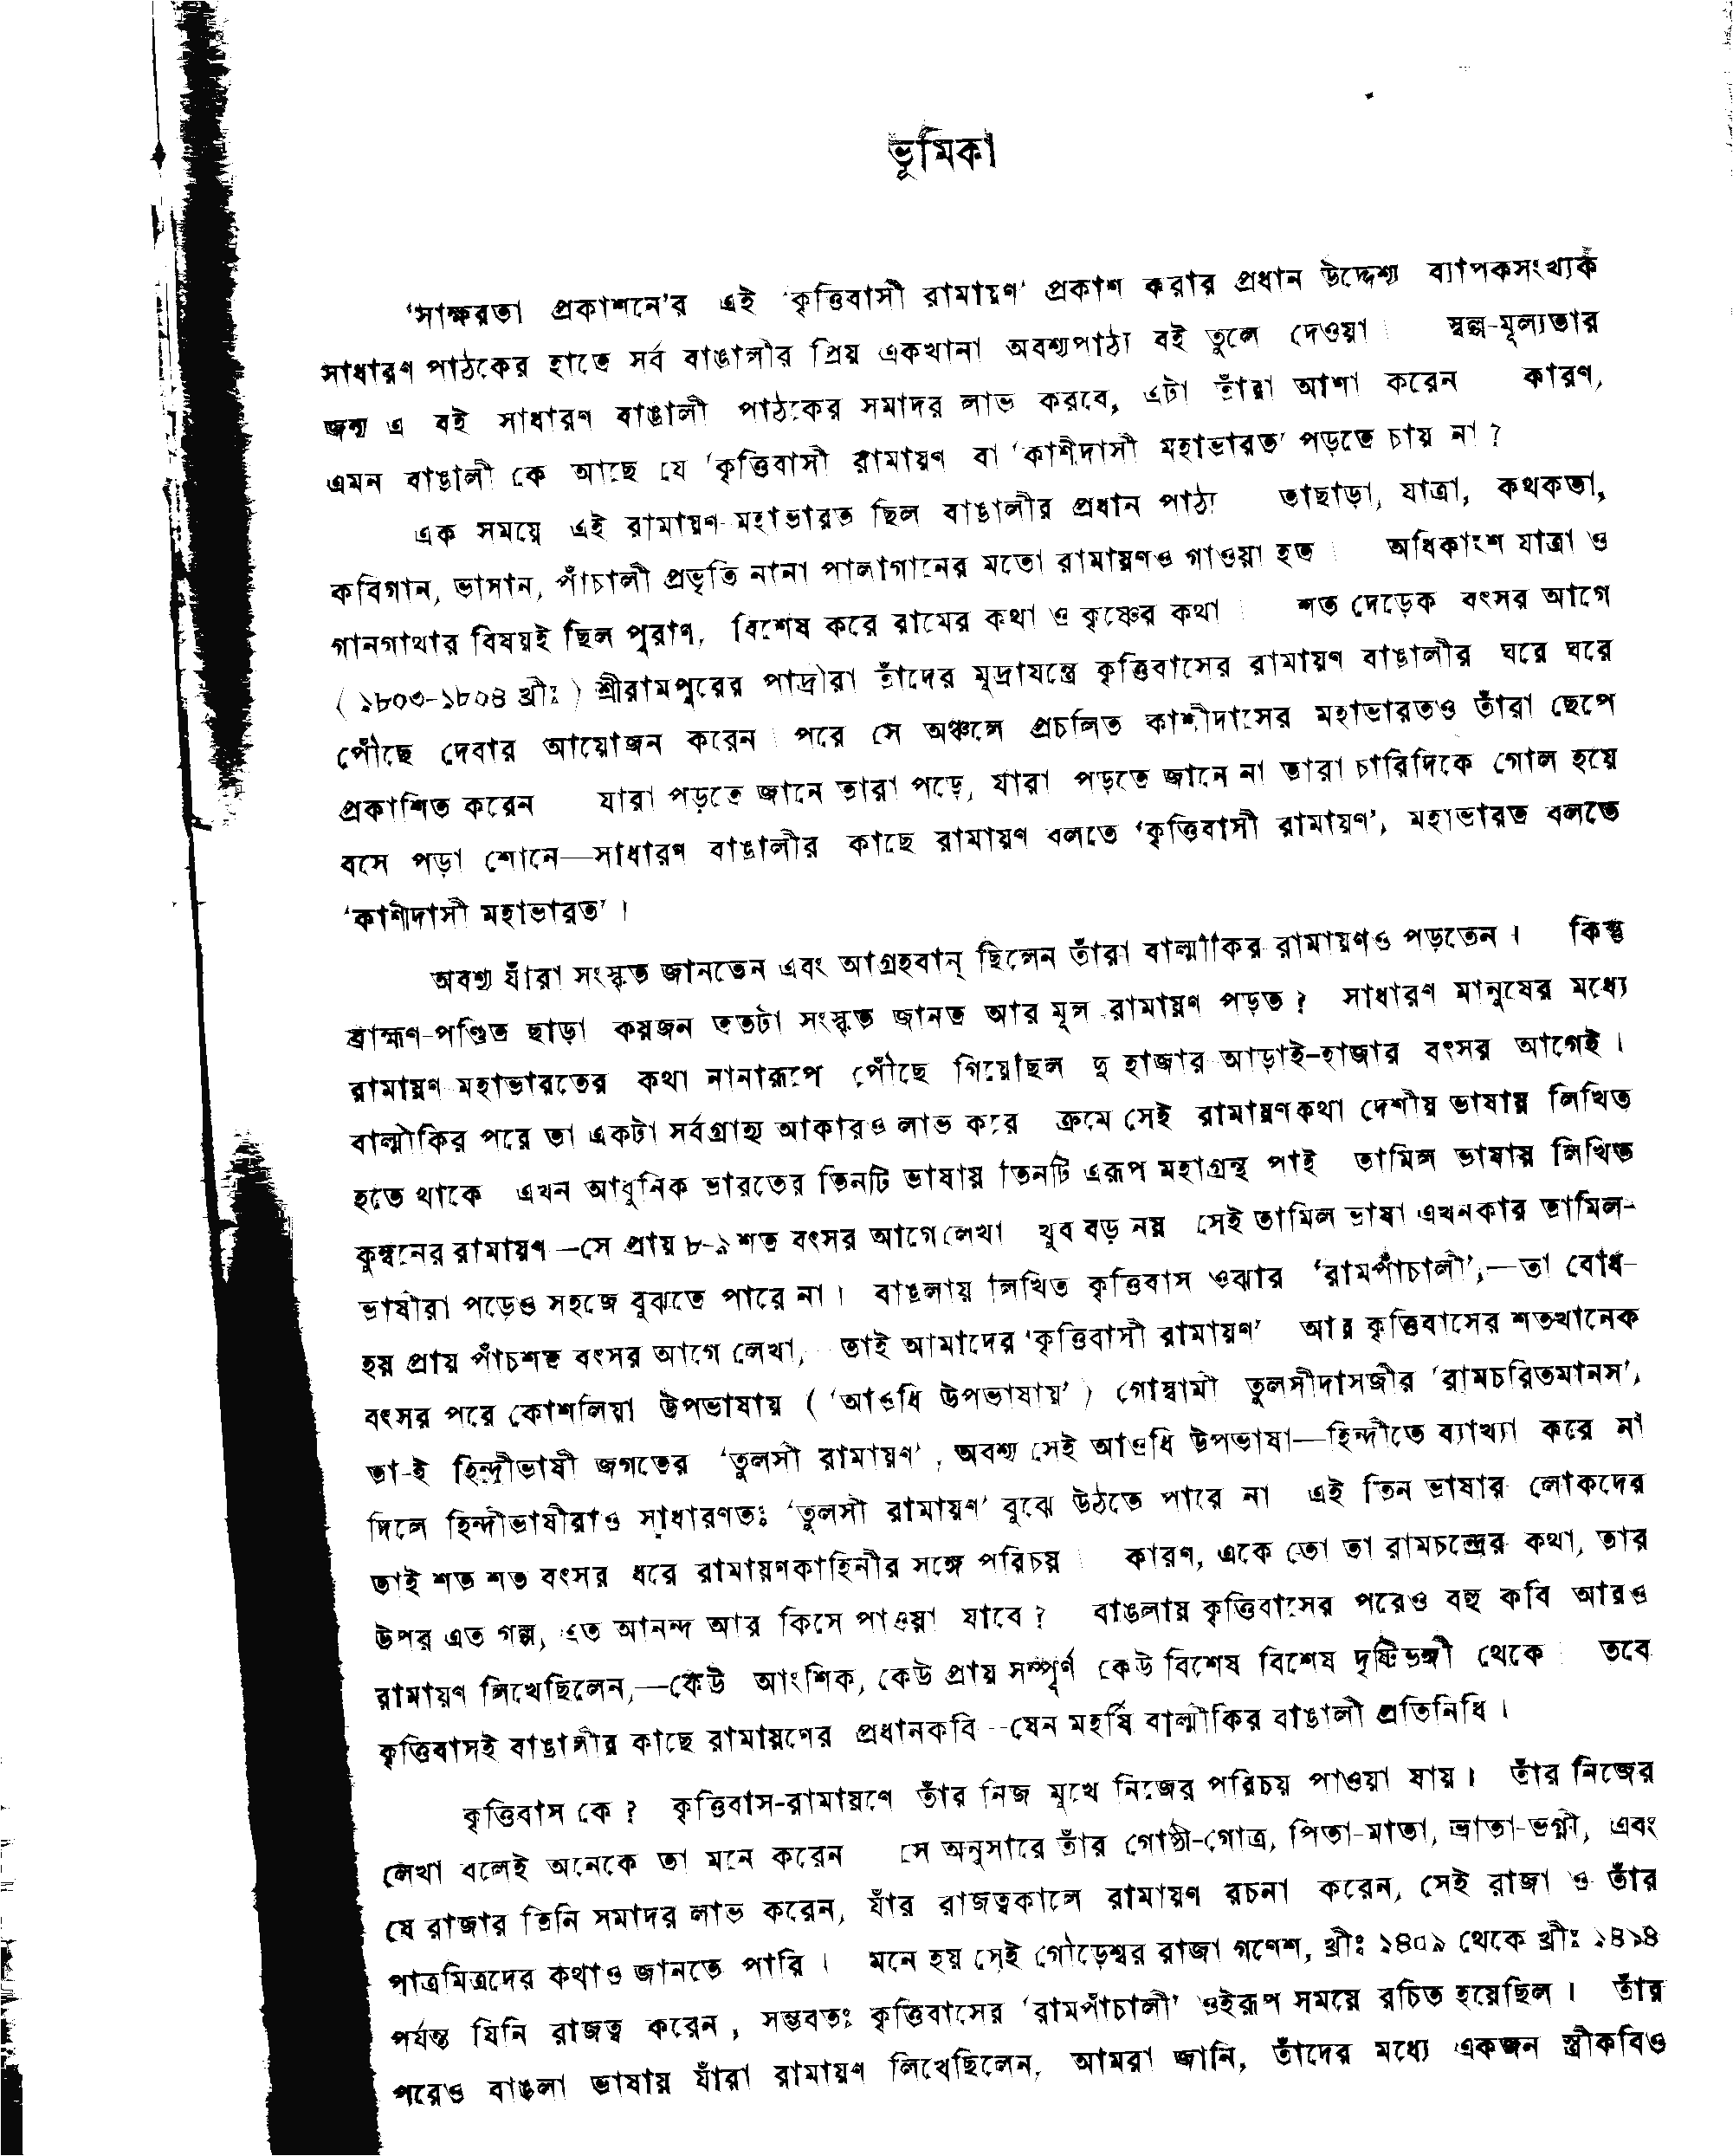 ভূমিকা
‘সাক্ষরতা প্রকাশনে’র এই ‘কৃত্তিবাসী রামায়ণ’ প্রকাশ করার প্রধান উদ্দেশ্য ব্যাপকসংখ্যক
সাধারণ পাঠকের হাতে সর্ব বাঙালীর প্রিয় একখানা অবশ্যপাঠ্য বই তুলে দেওয়া। স্বল্প-মূল্যতার
জন্য এ বই সাধারণ বাঙালী পাঠকের সমাদর লাভ করবে, এটা তাঁরা আশা করেন কারণ,
এমন বাঙালী কে আছে যে ‘কৃত্তিবাসী রামায়ণ বা ‘কাশীদাসী মহাভারত’ পড়তে চায় না ?
এক সময়ে এই রামায়ণ-মহাভারত ছিল বাঙালীর প্রধান পাঠ্য তাছাড়া, যাত্রা, কথকতা,
কবিগান, ভাসান, পাঁচালী প্রভৃতি নানা পালাগানের মতো রামায়ণও গাওয়া হত। অধিকাংশ যাত্রা ও
গানগাথার বিষয়ই ছিল পুরাণ, বিশেষ করে রামের কথা ও কৃষ্ণের কথা। শত দেড়েক বৎসর আগে
( ১৮০৩-১৮০৪ খ্রীঃ ) শ্রীরামপুরের পাদ্রীরা তাঁদের মুদ্রাযন্ত্রে কৃত্তিবাসের রামায়ণ বাঙালীর ঘরে ঘরে
পৌঁছে দেবার আয়োজন করেন। পরে সে অঞ্চলে প্রচলিত কাশীদাসের মহাভারতও তাঁরা ছেপে
প্রকাশিত করেন যারা পড়তে জানে তারা পড়ে, যারা পড়তে জানে না তারা চারিদিকে গোল হয়ে
বসে পড়া শোনে—সাধারণ বাঙালীর কাছে রামায়ণ বলতে ‘কৃত্তিবাসী রামায়ণ’, মহাভারত বলতে
‘কাশীদাসী মহাভারত’ ।
অবশ্য যাঁরা সংস্কৃত জানতেন এবং আগ্রহবান্ ছিলেন তাঁরা বাল্মীকির রামায়ণও পড়তেন। কিন্তু
ব্রাহ্মণ-পণ্ডিত ছাড়া কয়জন ততটা সংস্কৃত জানত আর মূল রামায়ণ পড়ত ? সাধারণ মানুষের মধ্যে
রামায়ণ-মহাভারতের কথা নানারূপে পৌঁছে গিয়েছিল দু হাজার-আড়াই-হাজার বৎসর আগেই।
বাল্মীকির পরে তা একটা সর্বগ্রাহ্য আকারও লাভ করে ক্রমে সেই রামায়ণকথা দেশীয় ভাষায় লিখিত
হতে থাকে এখন আধুনিক ভারতের তিনটি ভাষায় তিনটি এরূপ মহাগ্রন্থ পাই তামিল ভাষায় লিখিত
কুম্বনের রামায়ণ—সে প্রায় ৮-৯ শত বৎসর আগে লেখা খুব বড় নয় সেই তামিল ভাষা এখনকার তামিল-
ভাষীরা পড়েও সহজে বুঝতে পারে না। বাঙলায় লিখিত কৃত্তিবাস ওঝার ‘রামপাঁচালী’,—তা বোধ-
হয় প্রায় পাঁচশত বৎসর আগে লেখা, তাই আমাদের ‘কৃত্তিবাসী রামায়ণ’ আর কৃত্তিবাসের শতখানেক
বৎসর পরে কোশলিয়া উপভাষায় ( ‘আওধি উপভাষায়’ ) গোস্বামী তুলসীদাসজীর ‘রামচরিতমানস’,
তা-ই হিন্দীভাষী জগতের ‘তুলসী রামায়ণ’, অবশ্য সেই আওধি উপভাষা—হিন্দীতে ব্যাখ্যা করে না
দিলে হিন্দীভাষীরাও সাধারণতঃ ‘তুলসী রামায়ণ’ বুঝে উঠতে পারে না এই তিন ভাষার লোকদের
তাই শত শত বৎসর ধরে রামায়ণকাহিনীর সঙ্গে পরিচয়। কারণ, একে তো তা রামচন্দ্রের কথা, তার
উপর এত গল্প, এত আনন্দ আর কিসে পাওয়া যাবে ? বাঙলায় কৃত্তিবাসের পরেও বহু কবি আরও
রামায়ণ লিখেছিলেন,—কেউ আংশিক, কেউ প্রায় সম্পূর্ণ কেউ বিশেষ বিশেষ দৃষ্টিভঙ্গী থেকে। তবে
কৃত্তিবাসই বাঙালীর কাছে রামায়ণের প্রধানকবি—যেন মহর্ষি বাল্মীকির বাঙালী প্রতিনিধি।
কৃত্তিবাস কে ? কৃত্তিবাস-রামায়ণে তাঁর নিজ মুখে নিজের পরিচয় পাওয়া যায়। তাঁর নিজের
লেখা বলেই অনেকে তা মনে করেন সে অনুসারে তাঁর গোষ্ঠী-গোত্র, পিতা-মাতা, ভ্রাতা-ভগ্নী, এবং
যে রাজার তিনি সমাদর লাভ করেন, যাঁর রাজত্বকালে রামায়ণ রচনা করেন, সেই রাজা ও তাঁর
পাত্রমিত্রদের কথাও জানতে পারি। মনে হয় সেই গৌড়েশ্বর রাজা গণেশ, খ্রীঃ ১৪০৯ থেকে খ্রীঃ ১৪১৪
পর্যন্ত যিনি রাজত্ব করেন, সম্ভবতঃ কৃত্তিবাসের ‘রামপাঁচালী’ ওইরূপ সময়ে রচিত হয়েছিল। তাঁর
পরেও বাঙলা ভাষায় যাঁরা রামায়ণ লিখেছিলেন, আমরা জানি, তাঁদের মধ্যে একজন স্ত্রীকবিও